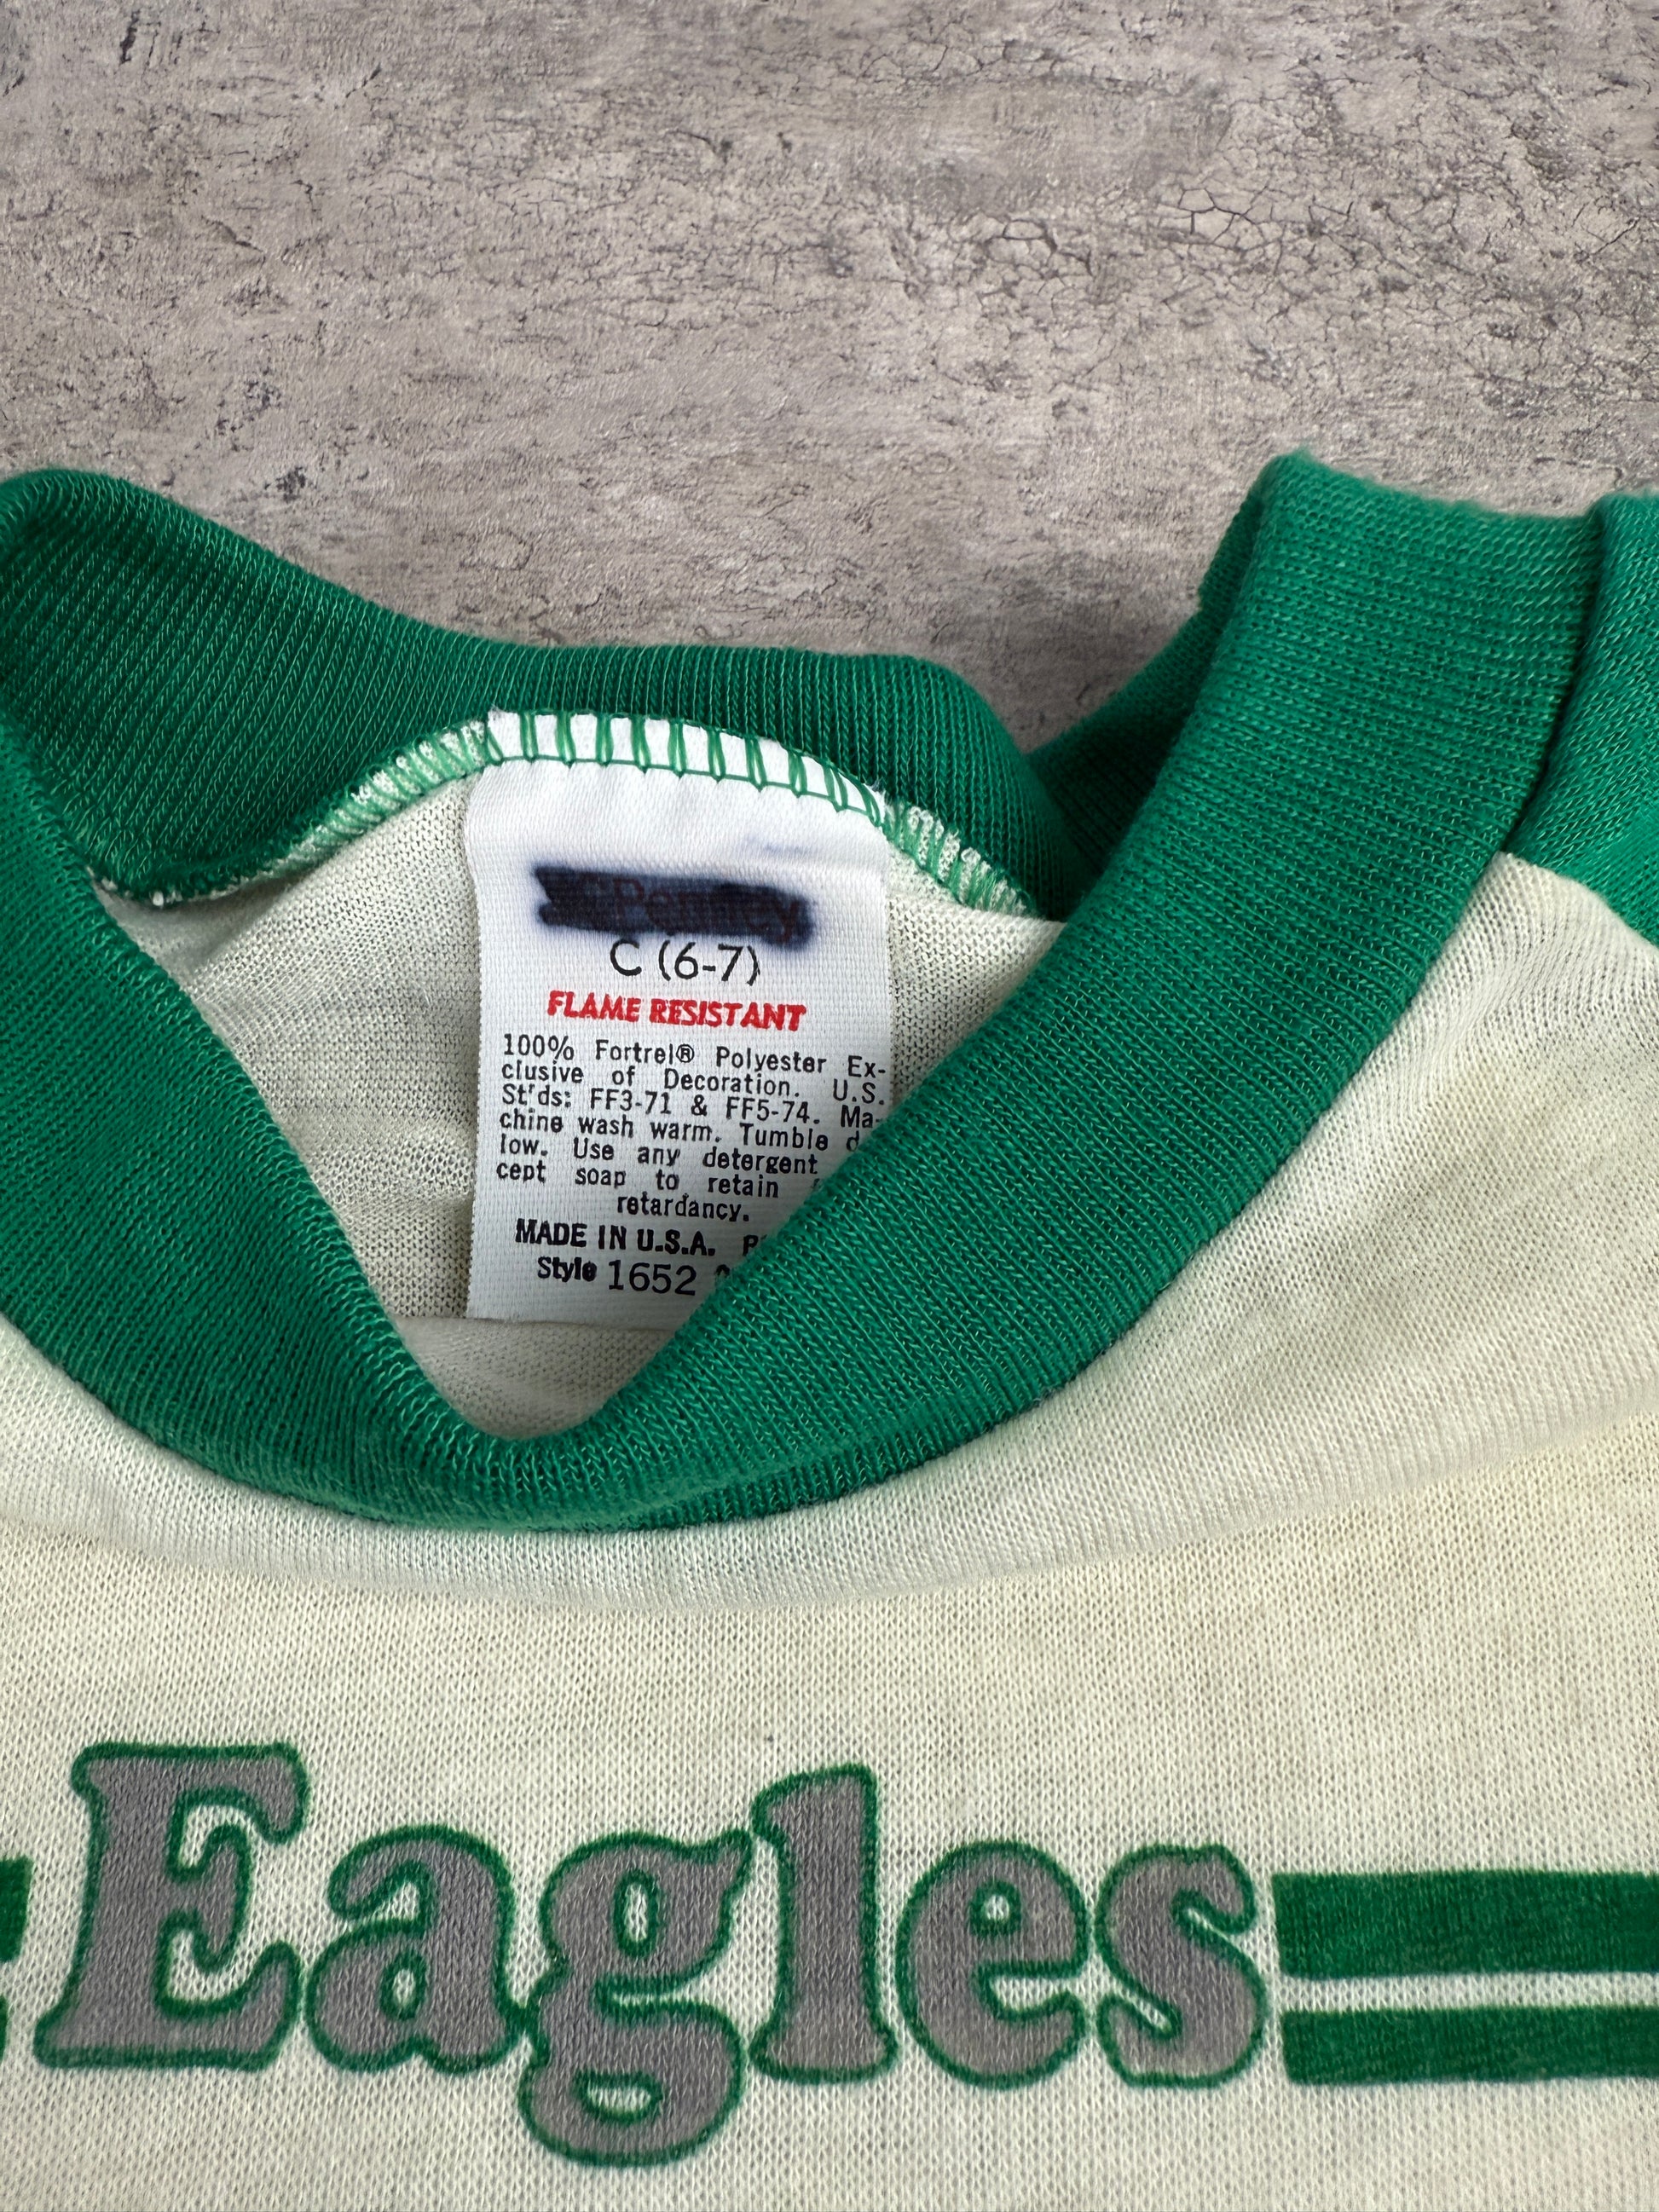 JCPenney
C (6-7)
FLAME RESISTANT
100% Fortrel® Polyester Ex-
clusive of Decoration. U.S.
St'ds: FF3-71 & FF5-74. Ma-
chine wash warm. Tumble
low. Use any detergent
cept soap to retain
retardancy.
MADE IN U.S.A.
Style 1652
Eagles